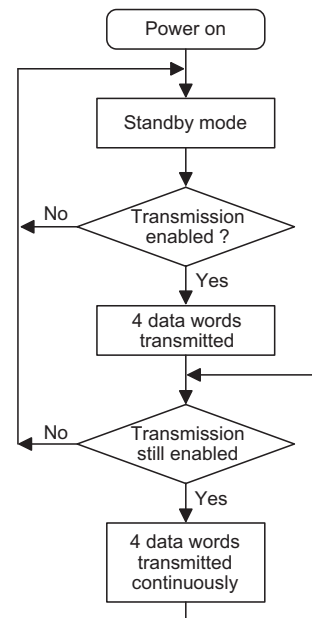 Power on
Standby mode
Transmission
enabled ?
No
Yes
4 data words
transmitted
Transmission
still enabled
No
Yes
4 data words
transmitted
continuously